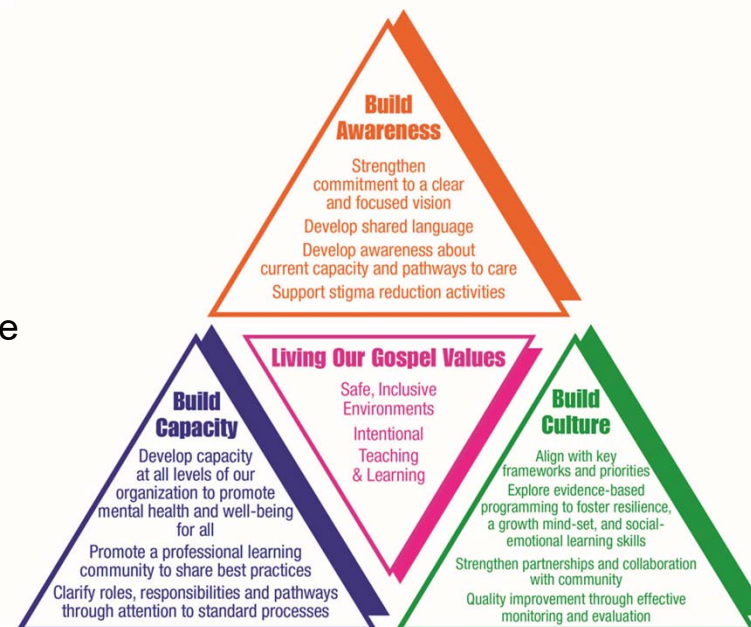 Build
Awareness
Strengthen
commitment to a clear
and focused vision
Develop shared language
Develop awareness about
current capacity and pathways to care
Support stigma reduction activities
e
Living Our Gospel Values
Safe, Inclusive
Environments
Intentional
Teaching
& Learning
Build
Capacity
Develop capacity
at all levels of our
organization to promote
mental health and well-being
for all
Promote a professional learning
community to share best practices
Clarify roles, responsibilities and pathways
through attention to standard processes
Build
Culture
Align with key
frameworks and priorities
Explore evidence-based
programming to foster resilience,
a growth mind-set, and social-
emotional learning skills
Strengthen partnerships and collaboration
with community
Quality improvement through effective
monitoring and evaluation